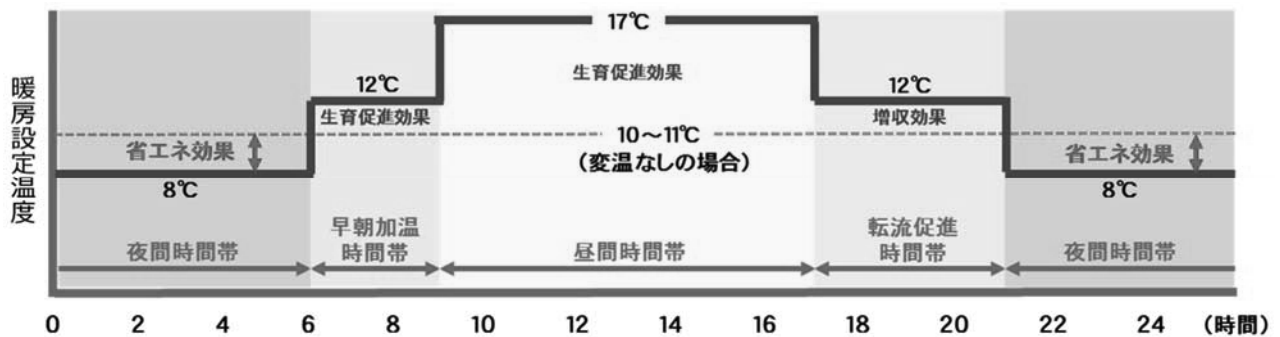 暖房設定温度
17℃
生育促進効果
12℃
生育促進効果
12℃
増収効果
10～11℃
（変温なしの場合）
省エネ効果
8℃
省エネ効果
8℃
夜間時間帯
早朝加温
時間帯
昼間時間帯
転流促進
時間帯
夜間時間帯
0 2 4 6 8 10 12 14 16 18 20 22 24 （時間）